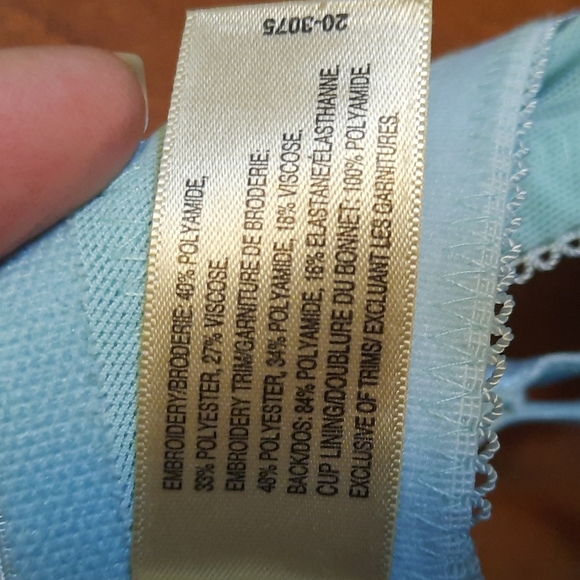 EMBROIDERY/BRODERIE: 40% POLYAMIDE,
33% POLYESTER, 27% VISCOSE.
EMBROIDERY TRIM/GARNITURE DE BRODERIE:
48% POLYESTER, 34% POLYAMIDE, 18% VISCOSE.
BACK/DOS: 84% POLYAMIDE, 16% ELASTANE/ÉLASTHANNE.
CUP LINING/DOUBLURE DU BONNET: 100% POLYAMIDE.
EXCLUSIVE OF TRIMS/ EXCLUANT LES GARNITURES.
20-3075